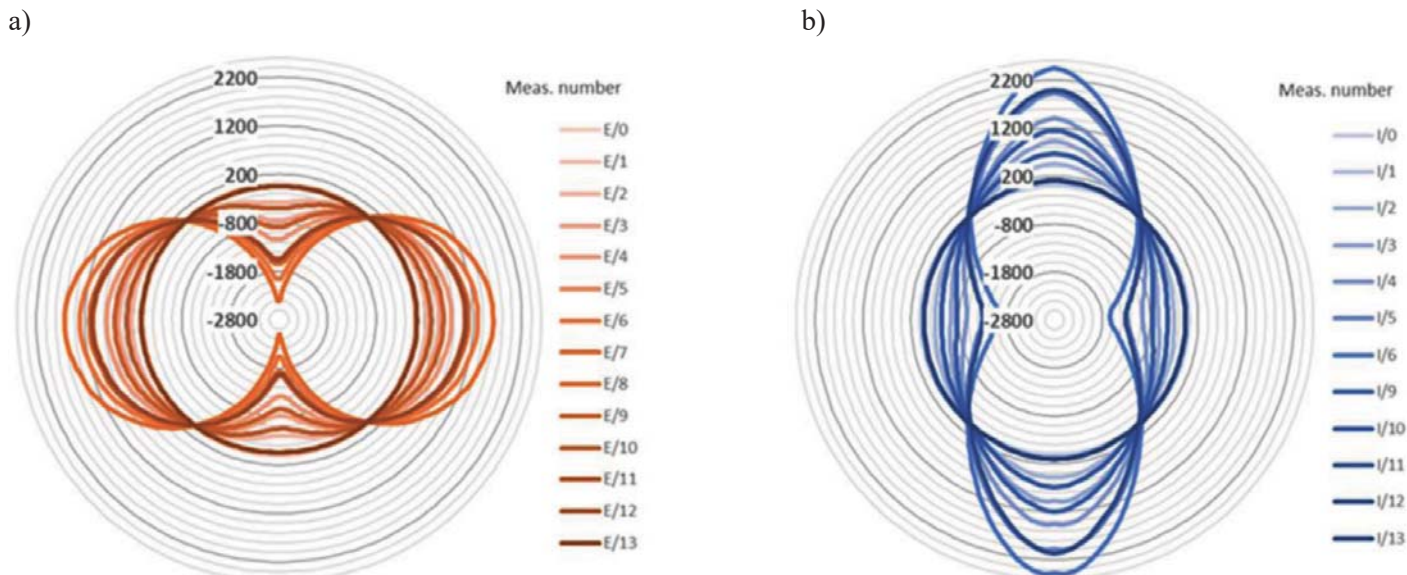 a)
b)
2200
1200
200
-800
-1800
-2800
Meas. number
E/0
E/1
E/2
E/3
E/4
E/5
E/6
E/7
E/8
E/9
E/10
E/11
E/12
E/13
2200
1200
200
-800
-1800
-2800
Meas. number
I/0
I/1
I/2
I/3
I/4
I/5
I/6
I/9
I/10
I/11
I/12
I/13